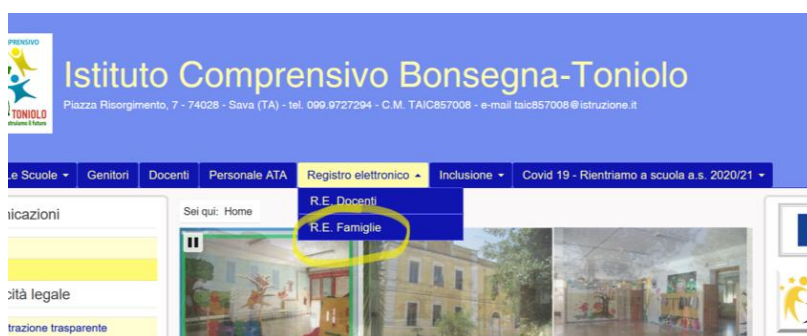 TONIOLO
Istituto Comprensivo Bonsegna-Toniolo
Piazza Risorgimento, 7 - 74028 - Sava (TA) - tel. 099.9727294 - C.M. TAIC857008 - e-mail taic857008@istruzione.it
Le Scuole Genitori Docenti Personale ATA Registro elettronico Inclusione Covid 19 - Rientriamo a scuola a.s. 2020/21
R.E. Docenti
R.E. Famiglie
nicazioni
Sei qui: Home
cità legale
trazione trasparente